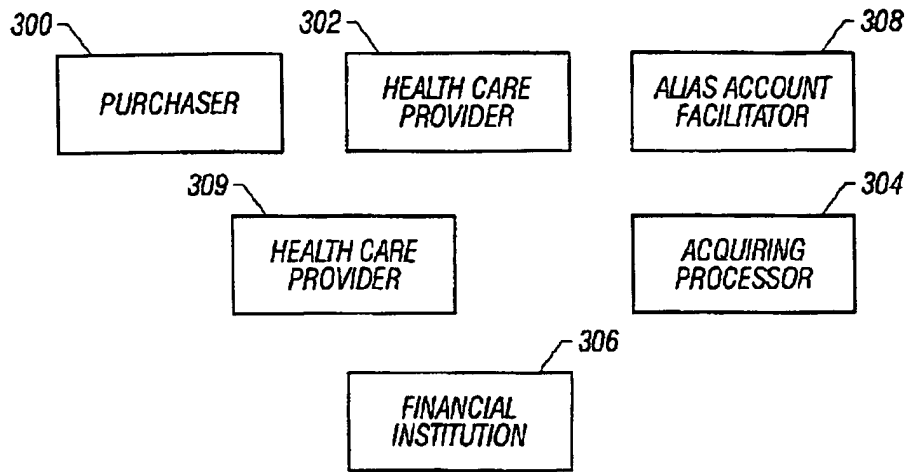 300
302
308
PURCHASER
HEALTH CARE
PROVIDER
ALIAS ACCOUNT
FACILITATOR
309
304
HEALTH CARE
PROVIDER
ACQUIRING
PROCESSOR
306
FINANCIAL
INSTITUTION